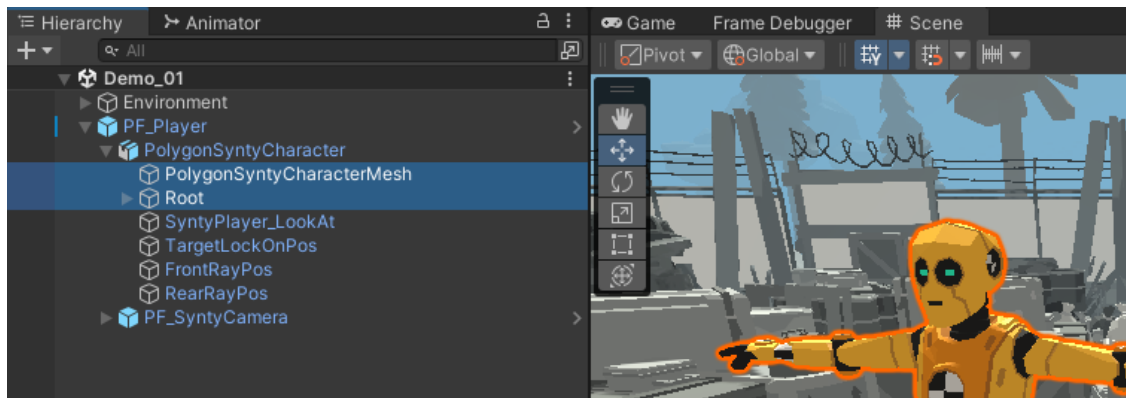 Hierarchy
Animator
Game
Frame Debugger
Scene
All
Pivot
Global
Demo_01
Environment
PF_Player
PolygonSyntyCharacter
PolygonSyntyCharacterMesh
Root
SyntyPlayer_LookAt
TargetLockOnPos
FrontRayPos
RearRayPos
PF_SyntyCamera